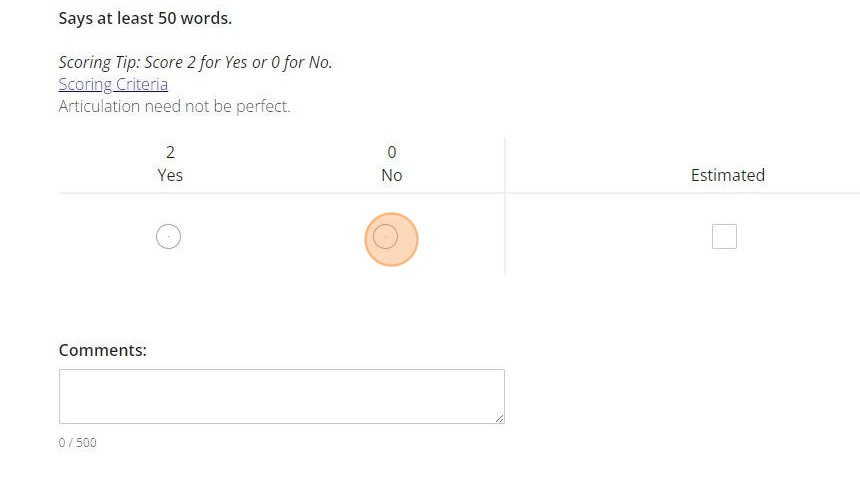 Says at least 50 words.
Scoring Tip: Score 2 for Yes or 0 for No.
Scoring Criteria
Articulation need not be perfect.
2 0
Yes No Estimated
Comments:
0 / 500